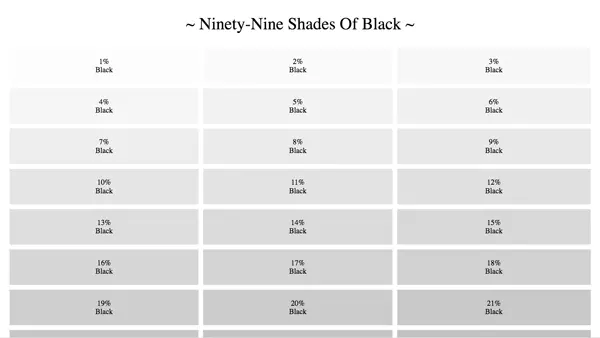 ~ Ninety-Nine Shades Of Black ~
1%
Black
2%
Black
3%
Black
4%
Black
5%
Black
6%
Black
7%
Black
8%
Black
9%
Black
10%
Black
11%
Black
12%
Black
13%
Black
14%
Black
15%
Black
16%
Black
17%
Black
18%
Black
19%
Black
20%
Black
21%
Black